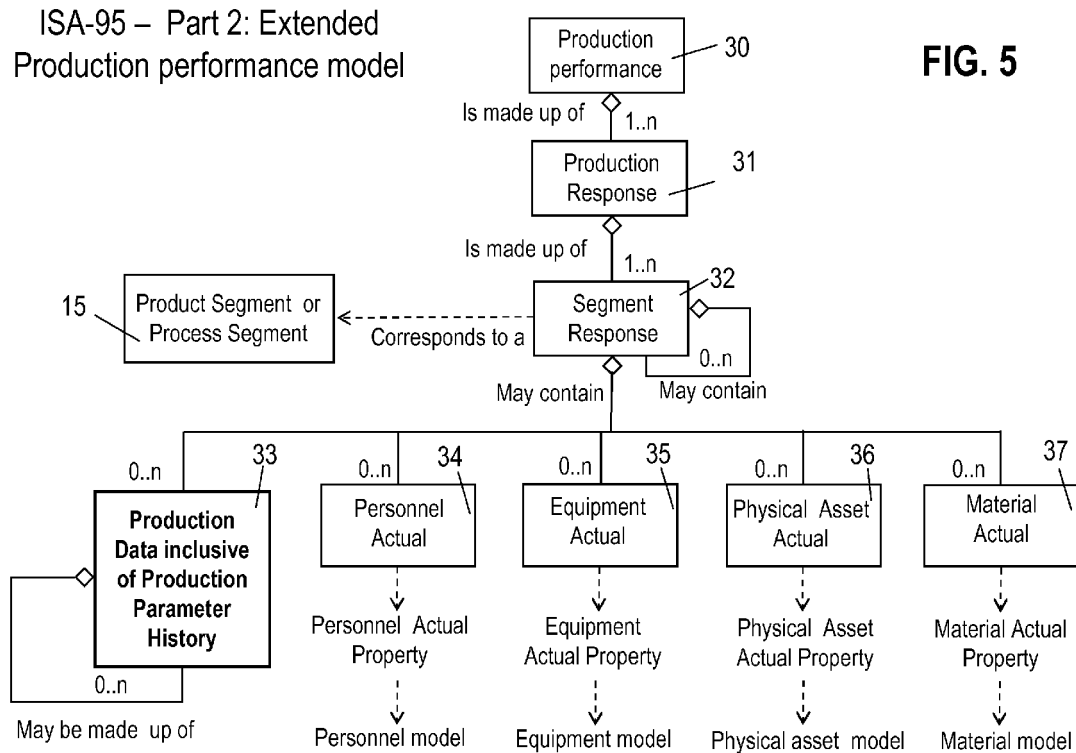 ISA-95 – Part 2: Extended
Production performance model
FIG. 5
Production
performance
30
Is made up of
1..n
Production
Response
31
Is made up of
1..n
32
Segment
Response
15
Product Segment or
Process Segment
Corresponds to a
0..n
May contain
May contain
33
34
35
36
37
0..n
0..n
0..n
0..n
0..n
Production
Data inclusive
of Production
Parameter
History
Personnel
Actual
Equipment
Actual
Physical Asset
Actual
Material
Actual
Personnel Actual
Property
Equipment
Actual Property
Physical Asset
Actual Property
Material Actual
Property
0..n
May be made up of
Personnel model
Equipment model
Physical asset model
Material model